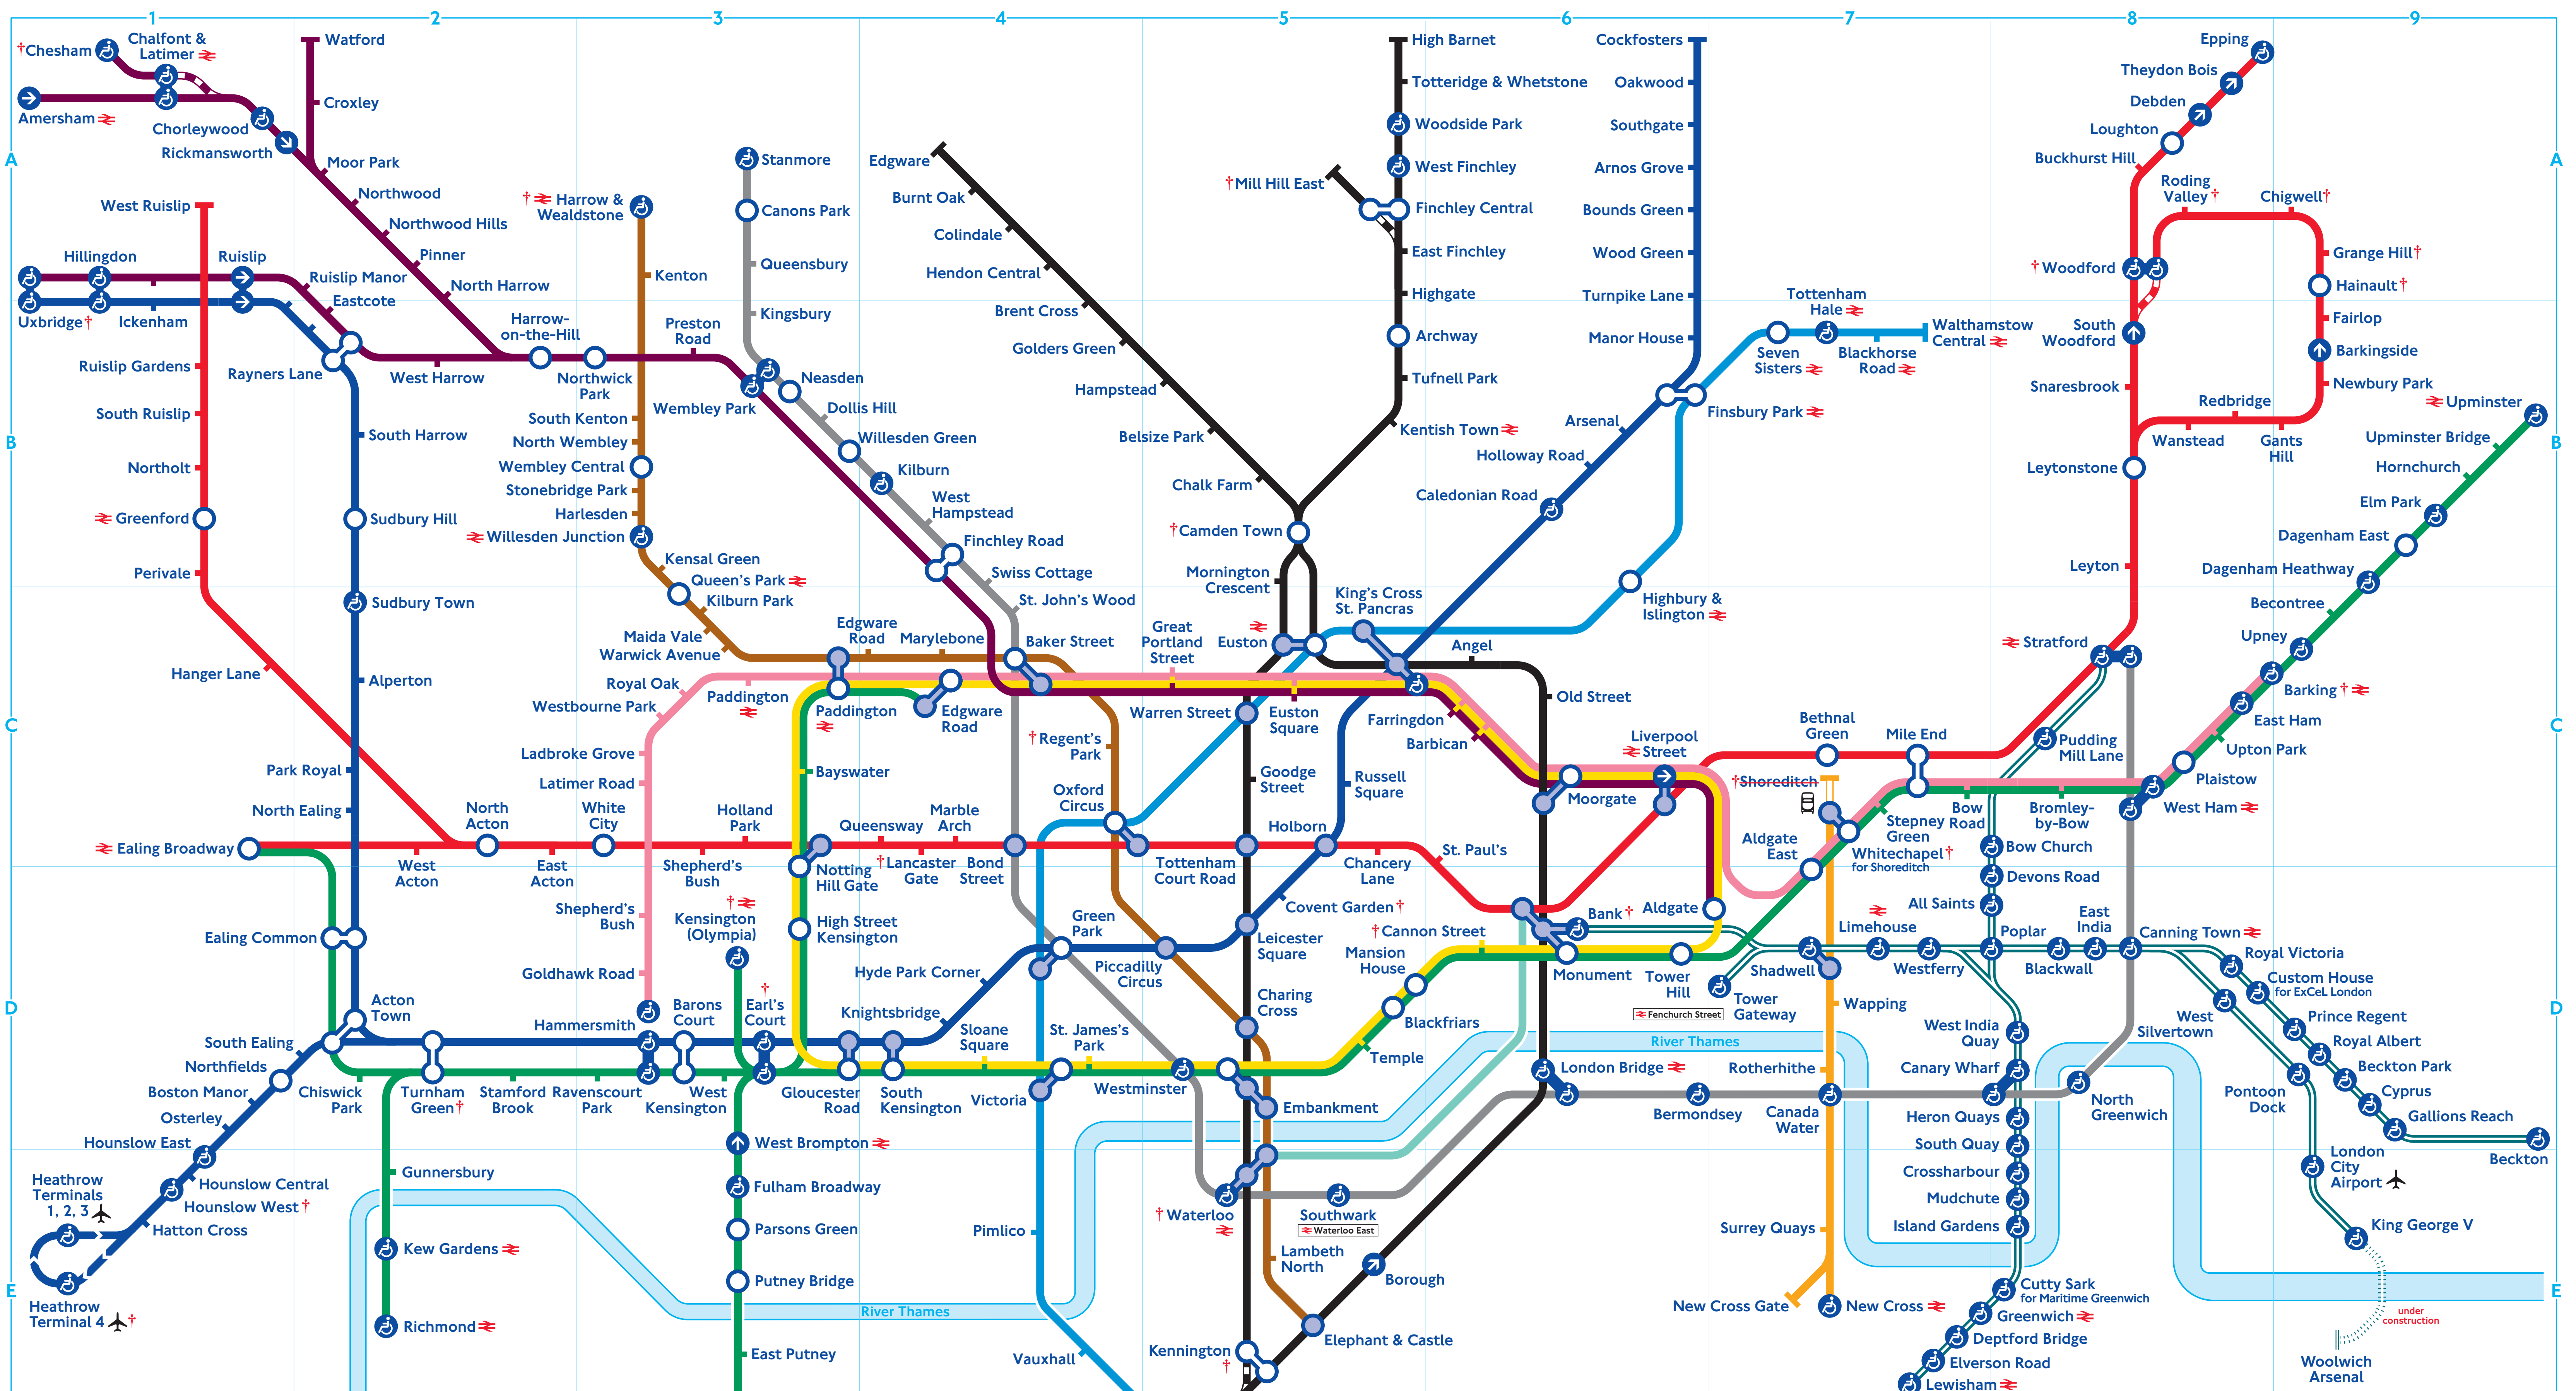 1 2 3 4 5 6 7 8 9
A
B
C
D
E
A
B
C
D
E
†Chesham
Chalfont &
Latimer
Amersham
Chorleywood
Rickmansworth
Watford
Croxley
Moor Park
Northwood
Northwood Hills
Pinner
North Harrow
West Ruislip
Hillingdon
Ruislip
Ruislip Manor
Eastcote
Uxbridge†
Ickenham
Ruislip Gardens
South Ruislip
Northolt
Greenford
Perivale
Hanger Lane
Rayners Lane
West Harrow
Harrow-
on-the-Hill
Northwick
Park
Preston
Road
Wembley Park
South Harrow
Sudbury Hill
Sudbury Town
Alperton
Park Royal
North Ealing
† Harrow &
Wealdstone
Kenton
South Kenton
North Wembley
Wembley Central
Stonebridge Park
Harlesden
Willesden Junction
Kensal Green
Queen's Park
Kilburn Park
Maida Vale
Warwick Avenue
Stanmore
Canons Park
Queensbury
Kingsbury
Neasden
Dollis Hill
Willesden Green
Kilburn
West
Hampstead
Finchley Road
Swiss Cottage
St. John's Wood
Edgware
Burnt Oak
Colindale
Hendon Central
Brent Cross
Golders Green
Hampstead
Belsize Park
Chalk Farm
†Camden Town
Mornington
Crescent
Euston
High Barnet
Totteridge & Whetstone
Woodside Park
West Finchley
†Mill Hill East
Finchley Central
East Finchley
Highgate
Archway
Tufnell Park
Kentish Town
Cockfosters
Oakwood
Southgate
Arnos Grove
Bounds Green
Wood Green
Turnpike Lane
Manor House
Arsenal
Holloway Road
Caledonian Road
Finsbury Park
Seven
Sisters
Tottenham
Hale
Blackhorse
Road
Walthamstow
Central
Highbury &
Islington
King's Cross
St. Pancras
Angel
Old Street
Epping
Theydon Bois
Debden
Loughton
Buckhurst Hill
Roding
Valley†
Chigwell†
Grange Hill†
Hainault†
Fairlop
Barkingside
Newbury Park
†Woodford
South
Woodford
Snaresbrook
Redbridge
Wanstead
Gants
Hill
Leytonstone
Leyton
Stratford
Upminster
Upminster Bridge
Hornchurch
Elm Park
Dagenham East
Dagenham Heathway
Becontree
Upney
Barking†
East Ham
Upton Park
Plaistow
West Ham
Pudding
Mill Lane
Royal Oak
Westbourne Park
Ladbroke Grove
Latimer Road
Paddington
Edgware
Road
Marylebone
Baker Street
Great
Portland
Street
Paddington
Edgware
Road
Bayswater
†Regent's
Park
Warren Street
Euston
Square
Farringdon
Barbican
Goodge
Street
Russell
Square
Oxford
Circus
Moorgate
Liverpool
Street
Bethnal
Green
Mile End
†Shoreditch
Aldgate
East
Stepney
Green
Bow
Road
Bromley-
by-Bow
Whitechapel†
for Shoreditch
Ealing Broadway
West
Acton
North
Acton
East
Acton
White
City
Shepherd's
Bush
Holland
Park
Notting
Hill Gate
Queensway
†Lancaster
Gate
Marble
Arch
Bond
Street
Tottenham
Court Road
Holborn
Chancery
Lane
St. Paul's
Bank†
Aldgate
Shepherd's
Bush
Goldhawk Road
Hammersmith
†
Kensington
(Olympia)
High Street
Kensington
Ealing Common
Acton
Town
South Ealing
Northfields
Boston Manor
Osterley
Hounslow East
Hounslow Central
Hounslow West†
Hatton Cross
Heathrow
Terminals
1, 2, 3
Heathrow
Terminal 4 †
Chiswick
Park
Turnham
Green†
Stamford
Brook
Ravenscourt
Park
Barons
Court
West
Kensington
†
Earl's
Court
Gloucester
Road
South
Kensington
Knightsbridge
Hyde Park Corner
Green
Park
Piccadilly
Circus
Covent Garden†
Leicester
Square
Charing
Cross
Sloane
Square
St. James's
Park
Victoria
Westminster
Embankment
Temple
Blackfriars
Mansion
House
†Cannon Street
Monument
Tower
Hill
Fenchurch Street
Tower
Gateway
Shadwell
Limehouse
Westferry
Poplar
All Saints
Devons Road
Bow Church
Blackwall
East
India
Canning Town
Royal Victoria
Custom House
for ExCeL London
Prince Regent
Royal Albert
Beckton Park
Cyprus
Gallions Reach
Beckton
West
Silvertown
Pontoon
Dock
London
City
Airport
King George V
under
construction
Woolwich
Arsenal
Wapping
River Thames
Rotherhithe
London Bridge
Bermondsey
Canada
Water
West India
Quay
Canary Wharf
Heron Quays
South Quay
Crossharbour
Mudchute
Island Gardens
Cutty Sark
for Maritime Greenwich
Greenwich
Deptford Bridge
Elverson Road
Lewisham
North
Greenwich
Surrey Quays
New Cross Gate
New Cross
West Brompton
Fulham Broadway
Parsons Green
Putney Bridge
East Putney
Gunnersbury
Kew Gardens
Richmond
River Thames
Pimlico
Vauxhall
†Waterloo
Southwark
Waterloo East
Lambeth
North
Borough
Elephant & Castle
Kennington
†